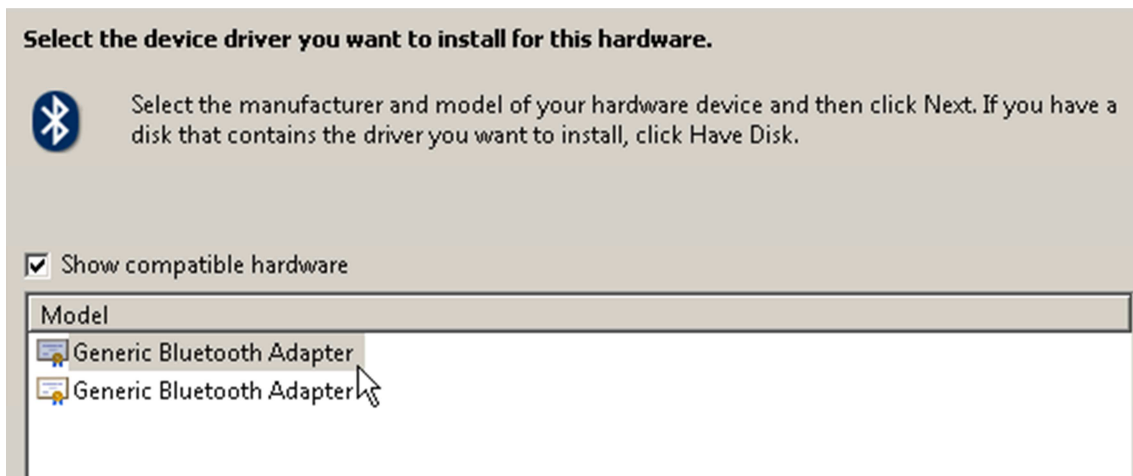 Select the device driver you want to install for this hardware.
Select the manufacturer and model of your hardware device and then click Next. If you have a
disk that contains the driver you want to install, click Have Disk.
Show compatible hardware
Model
Generic Bluetooth Adapter
Generic Bluetooth Adapter